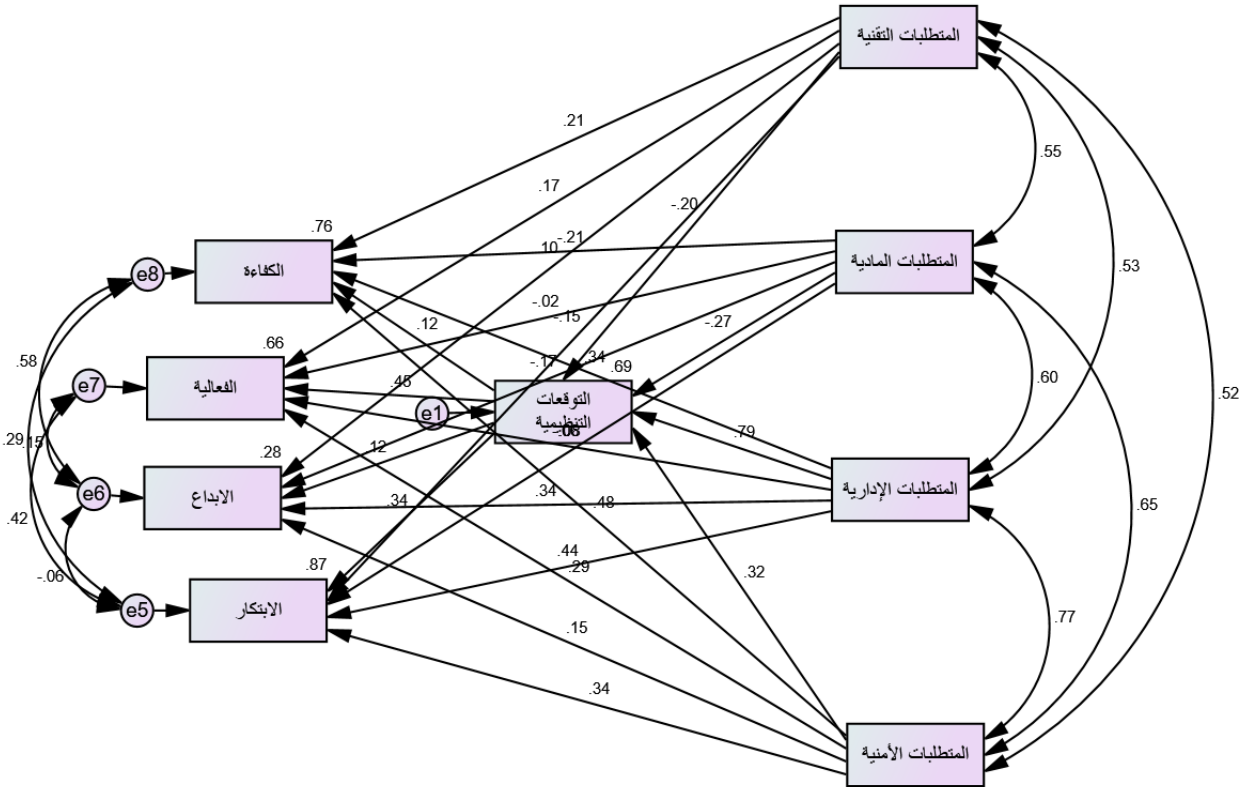 المتطلبات التقنية
.21
.55
.17
-.20
.76
-.21
.10
الكفاءة
المتطلبات المادية
.53
e8
-.02
-.15
.12
-.27
.58
.66
-.17
.34
.69
.60
.52
e7
الفعالية
.45
e1
التوقعات
التنظيمية
.79
.29
.15
.28
.12
e6
الابداع
.34
.34
.48
المتطلبات الإدارية
.65
.42
-.06
.87
.44
.29
.32
e5
الابتكار
.77
.15
.34
المتطلبات الأمنية